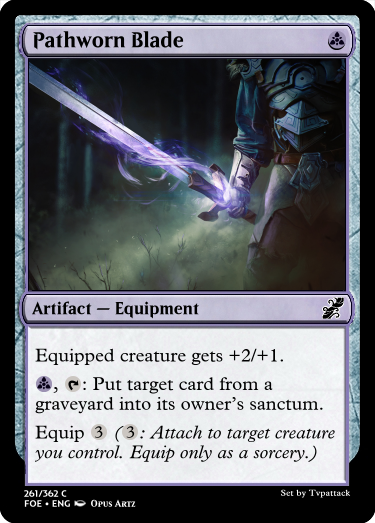 Pathworn Blade
Artifact — Equipment
Equipped creature gets +2/+1.
, : Put target card from a
graveyard into its owner's sanctum.
Equip 3 (3: Attach to target creature
you control. Equip only as a sorcery.)
261/362 C
FOE • ENG Opus Artz
Set by Tvpattack